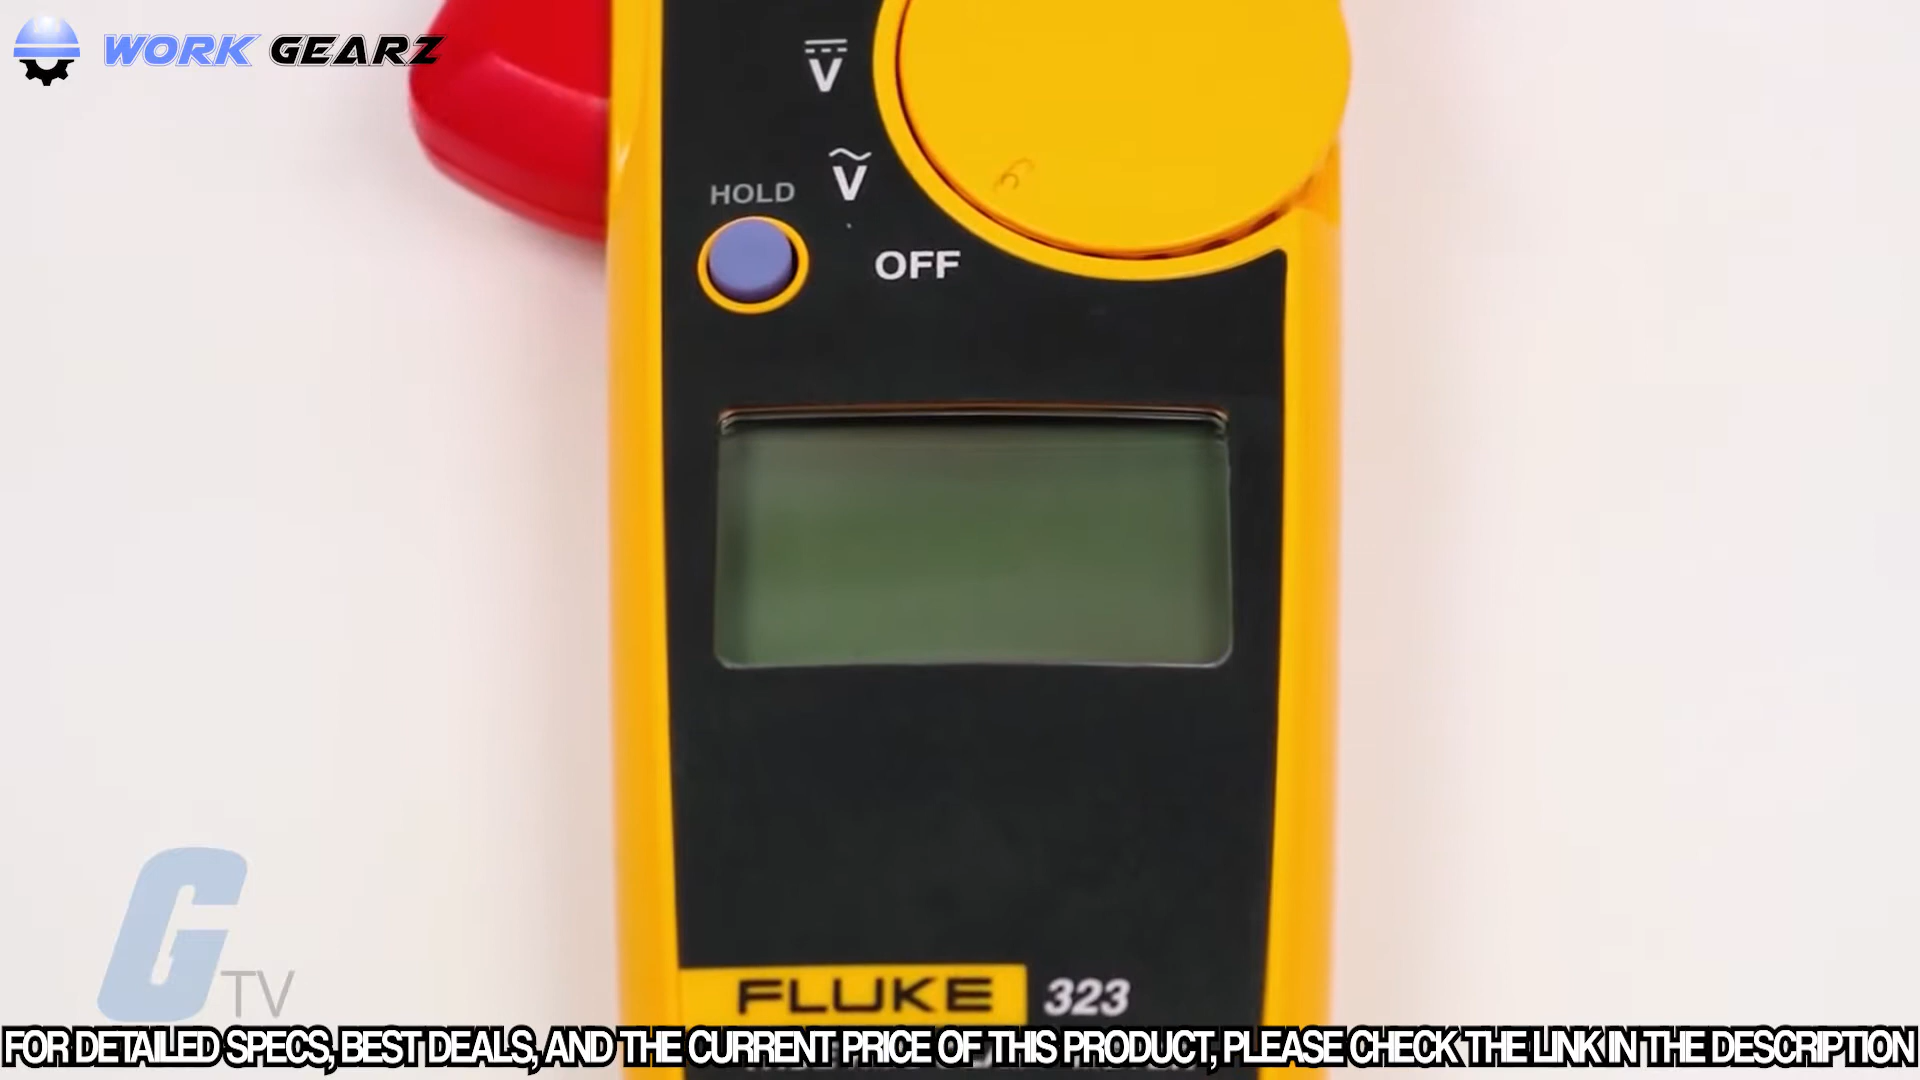 WORK GEARZ
V
V
HOLD
OFF
G TV
FLUKE 323
FOR DETAILED SPECS, BEST DEALS, AND THE CURRENT PRICE OF THIS PRODUCT, PLEASE CHECK THE LINK IN THE DESCRIPTION